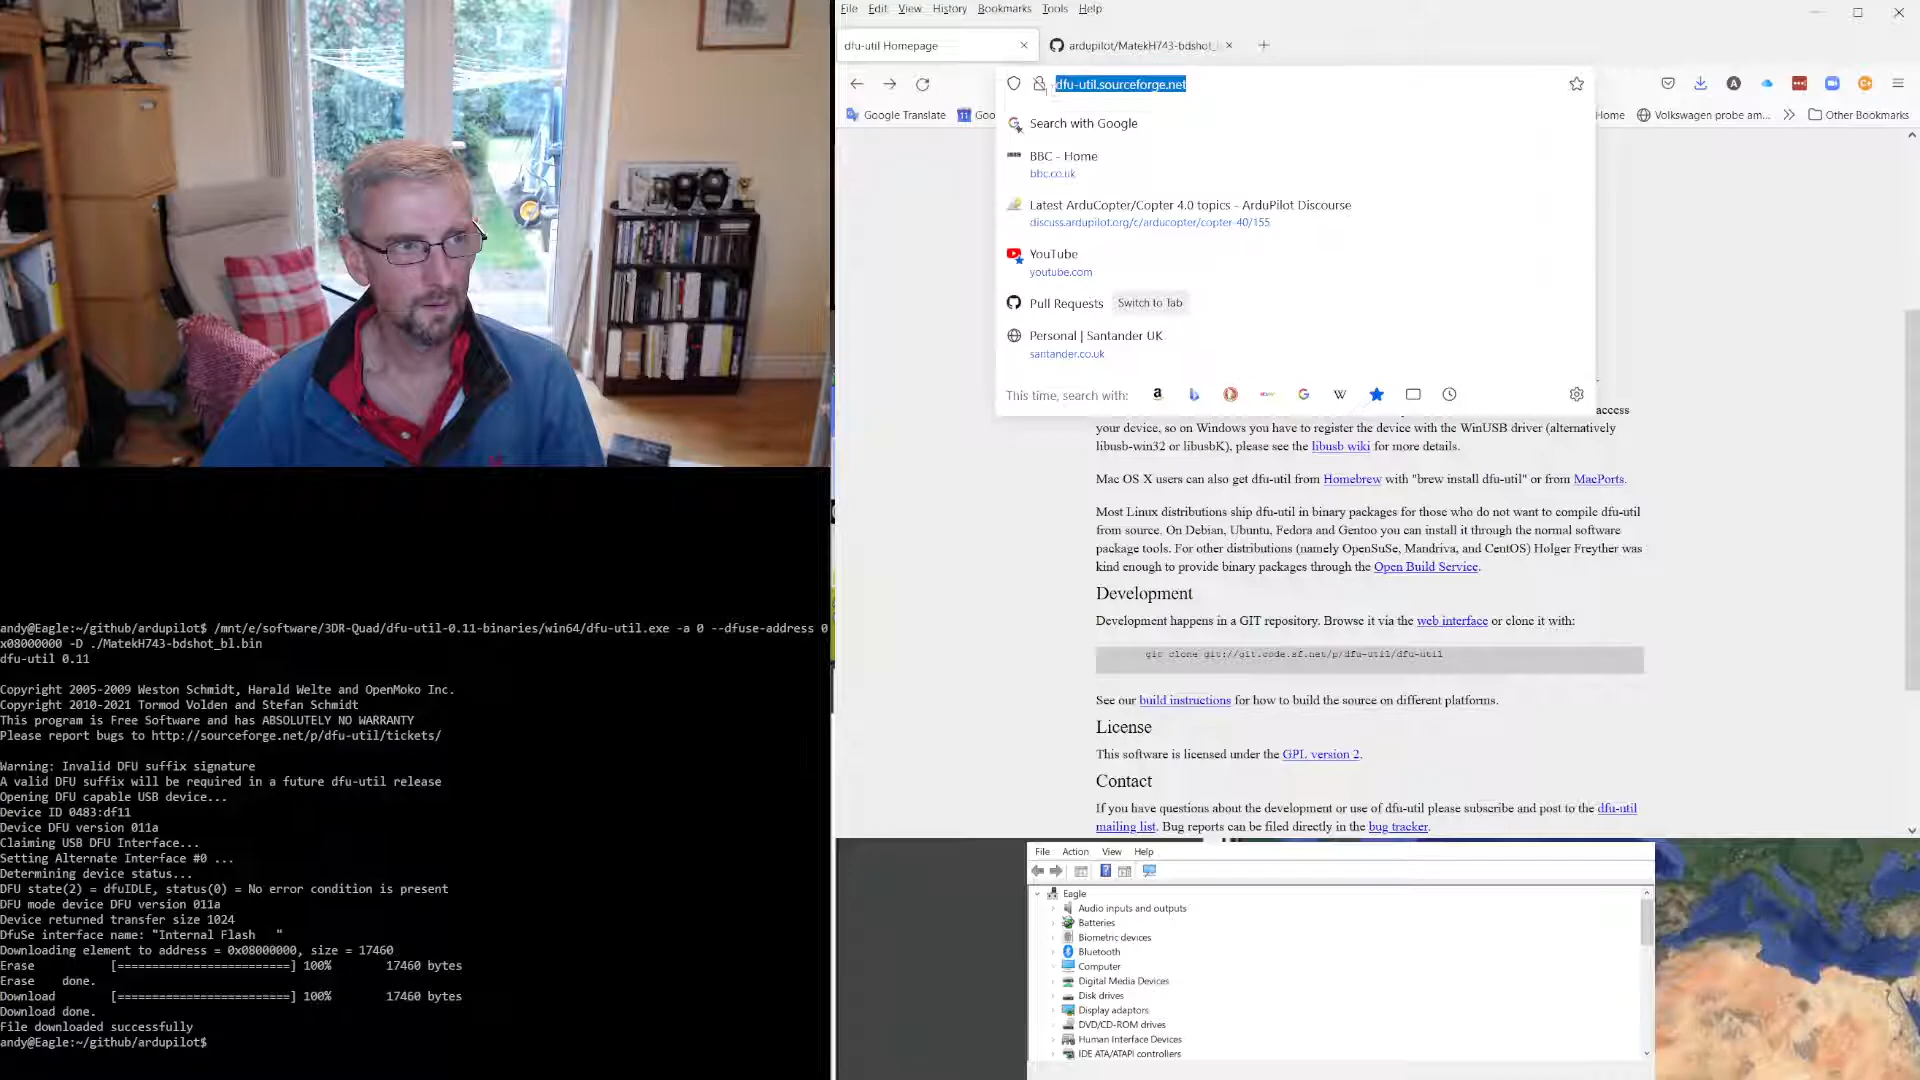 File Edit View History Bookmarks Tools Help
dfu-util Homepage
ardupilot/MatekH743-bdshot_
dfu-util.sourceforge.net
Google Translate
11 Goo
Home
Volkswagen probe am...
Other Bookmarks
Search with Google
BBC - Home
bbc.co.uk
Latest ArduCopter/Copter 4.0 topics - ArduPilot Discourse
discuss.ardupilot.org/c/arducopter/copter-40/155
YouTube
youtube.com
Pull Requests Switch to Tab
Personal | Santander UK
santander.co.uk
This time, search with:
access
your device, so on Windows you have to register the device with the WinUSB driver (alternatively
libusb-win32 or libusbK), please see the libusb wiki for more details.
Mac OS X users can also get dfu-util from Homebrew with "brew install dfu-util" or from MacPorts.
Most Linux distributions ship dfu-util in binary packages for those who do not want to compile dfu-util
from source. On Debian, Ubuntu, Fedora and Gentoo you can install it through the normal software
package tools. For other distributions (namely OpenSuSe, Mandriva, and CentOS) Holger Freyther was
kind enough to provide binary packages through the Open Build Service.
Development
Development happens in a GIT repository. Browse it via the web interface or clone it with:
git clone git://git.code.sf.net/p/dfu-util/dfu-util
See our build instructions for how to build the source on different platforms.
License
This software is licensed under the GPL version 2.
Contact
If you have questions about the development or use of dfu-util please subscribe and post to the dfu-util
mailing list. Bug reports can be filed directly in the bug tracker.
andy@Eagle:~/github/ardupilot$ /mnt/e/software/3DR-Quad/dfu-util-0.11-binaries/win64/dfu-util.exe -a 0 --dfuse-address 0
x08000000 -D ./MatekH743-bdshot_bl.bin
dfu-util 0.11
Copyright 2005-2009 Weston Schmidt, Harald Welte and OpenMoko Inc.
Copyright 2010-2021 Tormod Volden and Stefan Schmidt
This program is Free Software and has ABSOLUTELY NO WARRANTY
Please report bugs to http://sourceforge.net/p/dfu-util/tickets/
Warning: Invalid DFU suffix signature
A valid DFU suffix will be required in a future dfu-util release
Opening DFU capable USB device...
Device ID 0483:df11
Device DFU version 011a
Claiming USB DFU Interface...
Setting Alternate Interface #0 ...
Determining device status...
DFU state(2) = dfuIDLE, status(0) = No error condition is present
DFU mode device DFU version 011a
Device returned transfer size 1024
DfuSe interface name: "Internal Flash   "
Downloading element to address = 0x08000000, size = 17460
Erase [=========================] 100% 17460 bytes
Erase done.
Download [=========================] 100% 17460 bytes
Download done.
File downloaded successfully
andy@Eagle:~/github/ardupilot$
File Action View Help
Eagle
Audio inputs and outputs
Batteries
Biometric devices
Bluetooth
Computer
Digital Media Devices
Disk drives
Display adaptors
DVD/CD-ROM drives
Human Interface Devices
IDE ATA/ATAPI controllers